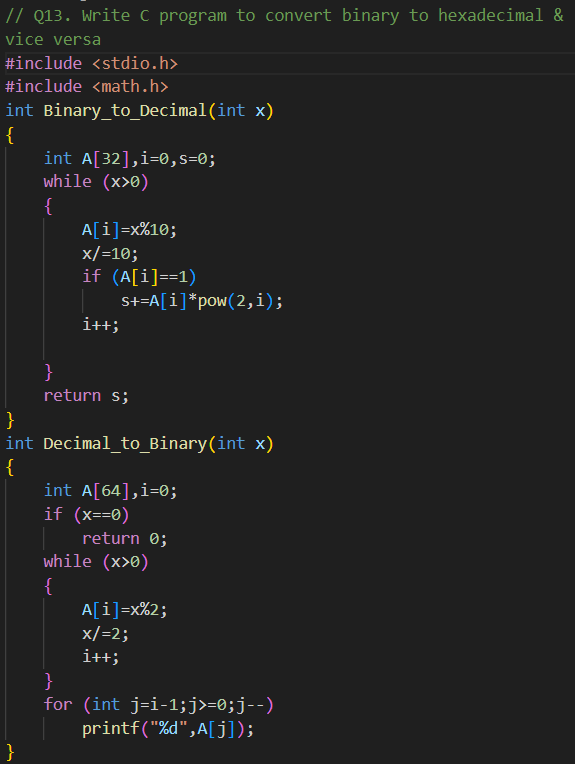 // Q13. Write C program to convert binary to hexadecimal &
vice versa
#include <stdio.h>
#include <math.h>
int Binary_to_Decimal(int x)
{
    int A[32],i=0,s=0;
    while (x>0)
    {
        A[i]=x%10;
        x/=10;
        if (A[i]==1)
            s+=A[i]*pow(2,i);
        i++;

    }
    return s;
}
int Decimal_to_Binary(int x)
{
    int A[64],i=0;
    if (x==0)
        return 0;
    while (x>0)
    {
        A[i]=x%2;
        x/=2;
        i++;
    }
    for (int j=i-1;j>=0;j--)
        printf("%d",A[j]);
}